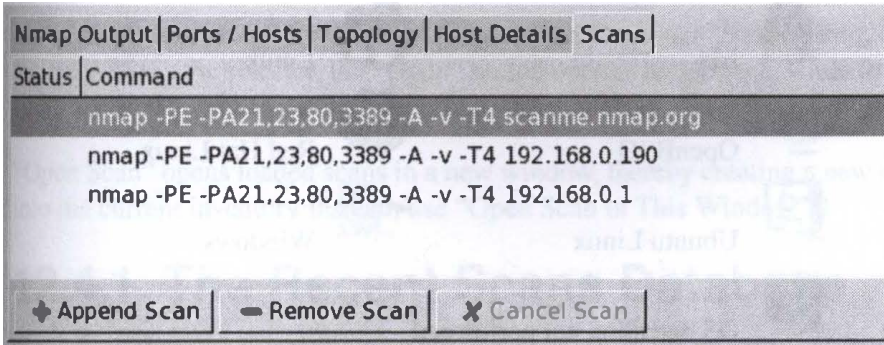 Nmap Output Ports / Hosts Topology Host Details Scans
Status Command
nmap -PE -PA21,23,80,3389 -A -v -T4 scanme.nmap.org
nmap -PE -PA21,23,80,3389 -A -v -T4 192.168.0.190
nmap -PE -PA21,23,80,3389 -A -v -T4 192.168.0.1
Append Scan Remove Scan Cancel Scan